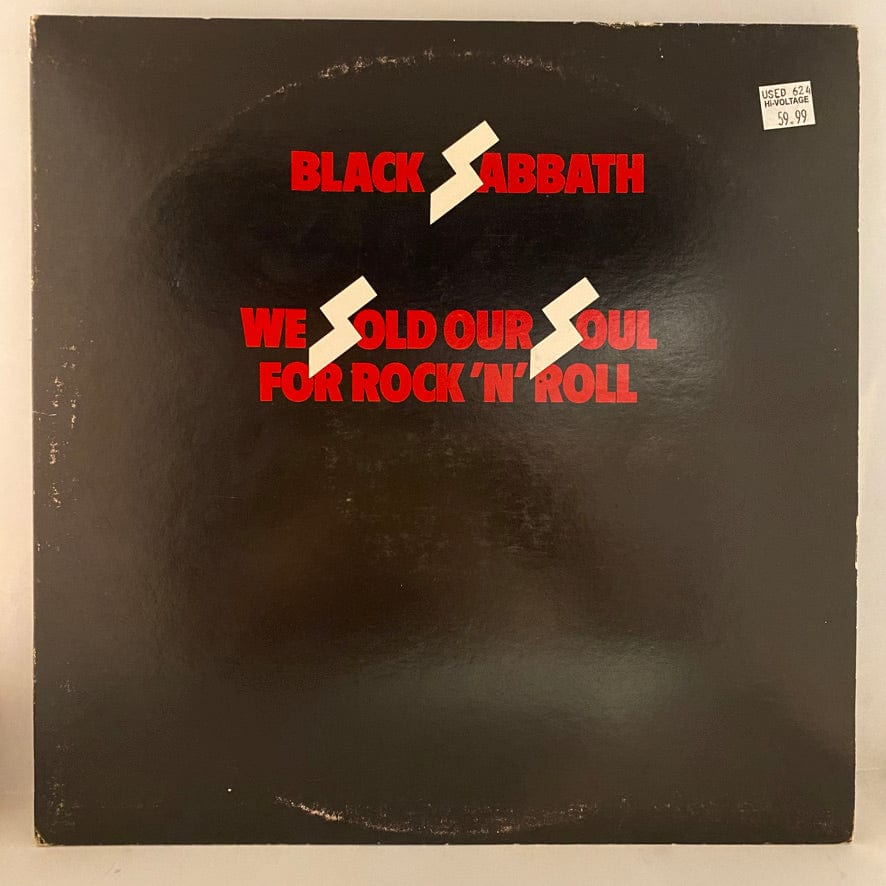 USED 624
HI-VOLTAGE
59.99
BLACK SABBATH
WE SOLD OUR SOUL
FOR ROCK 'N' ROLL